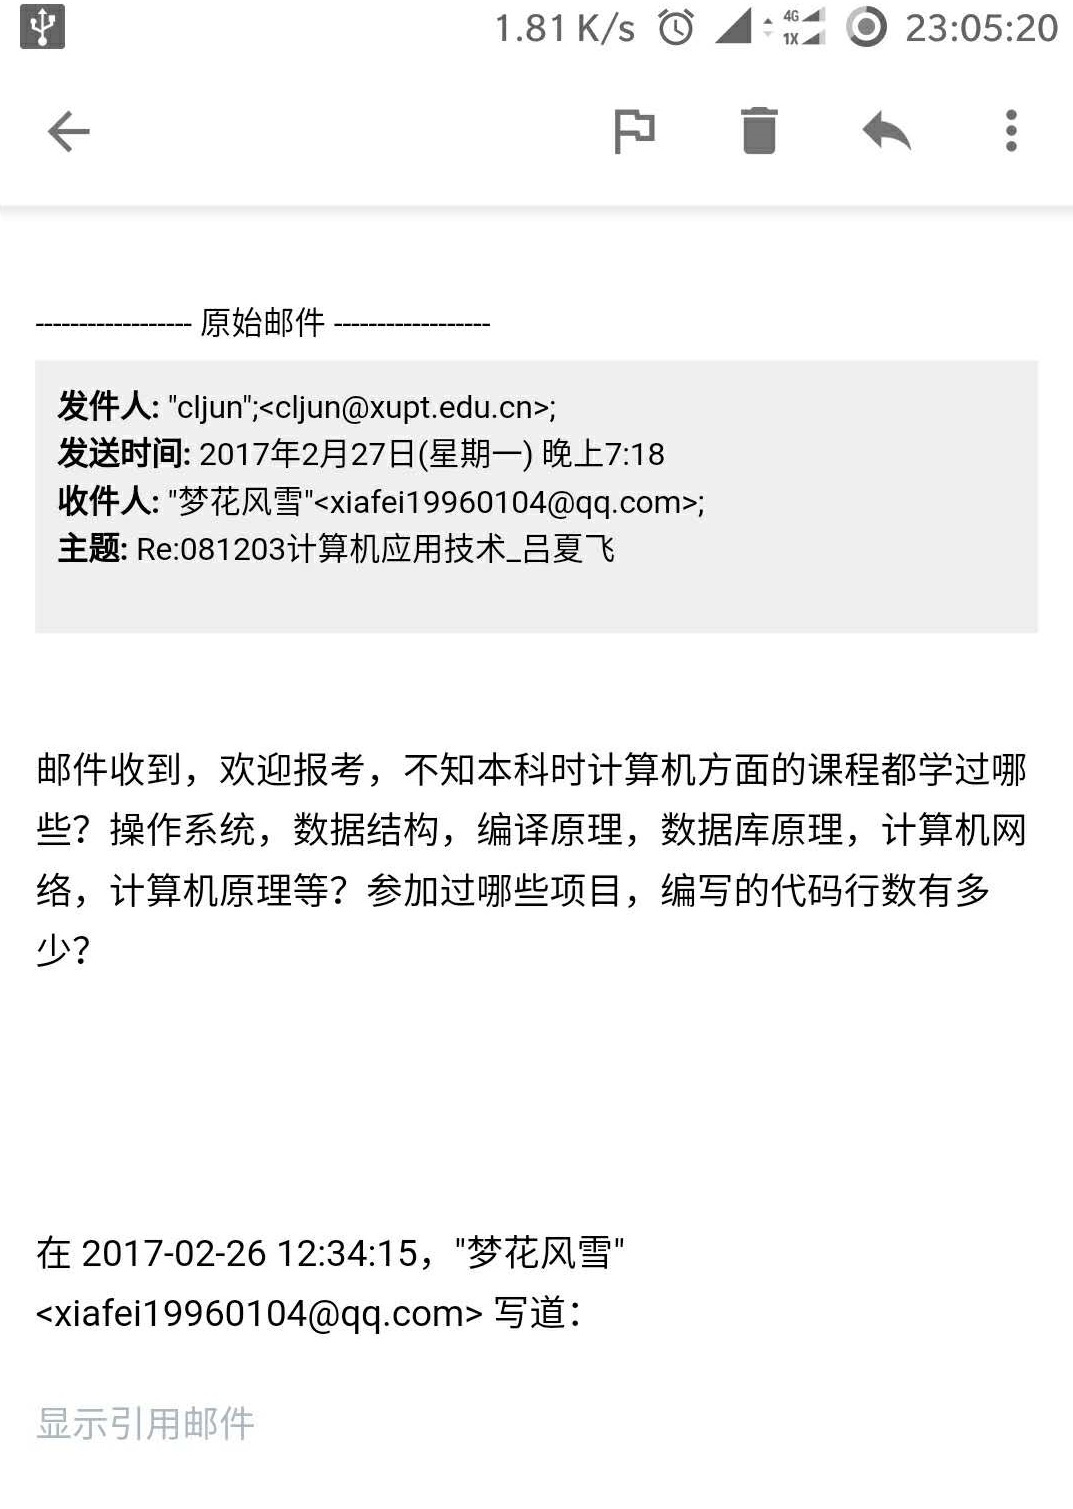 1.81 K/s 4G 1X 23:05:20
------------------ 原始邮件 ------------------
发件人: "cljun";<cljun@xupt.edu.cn>;
发送时间: 2017年2月27日(星期一) 晚上7:18
收件人: "梦花风雪"<xiafei19960104@qq.com>;
主题: Re:081203计算机应用技术_吕夏飞
邮件收到，欢迎报考，不知本科时计算机方面的课程都学过哪
些？操作系统，数据结构，编译原理，数据库原理，计算机网
络，计算机原理等？参加过哪些项目，编写的代码行数有多
少？
在 2017-02-26 12:34:15，"梦花风雪"
<xiafei19960104@qq.com> 写道：
显示引用邮件